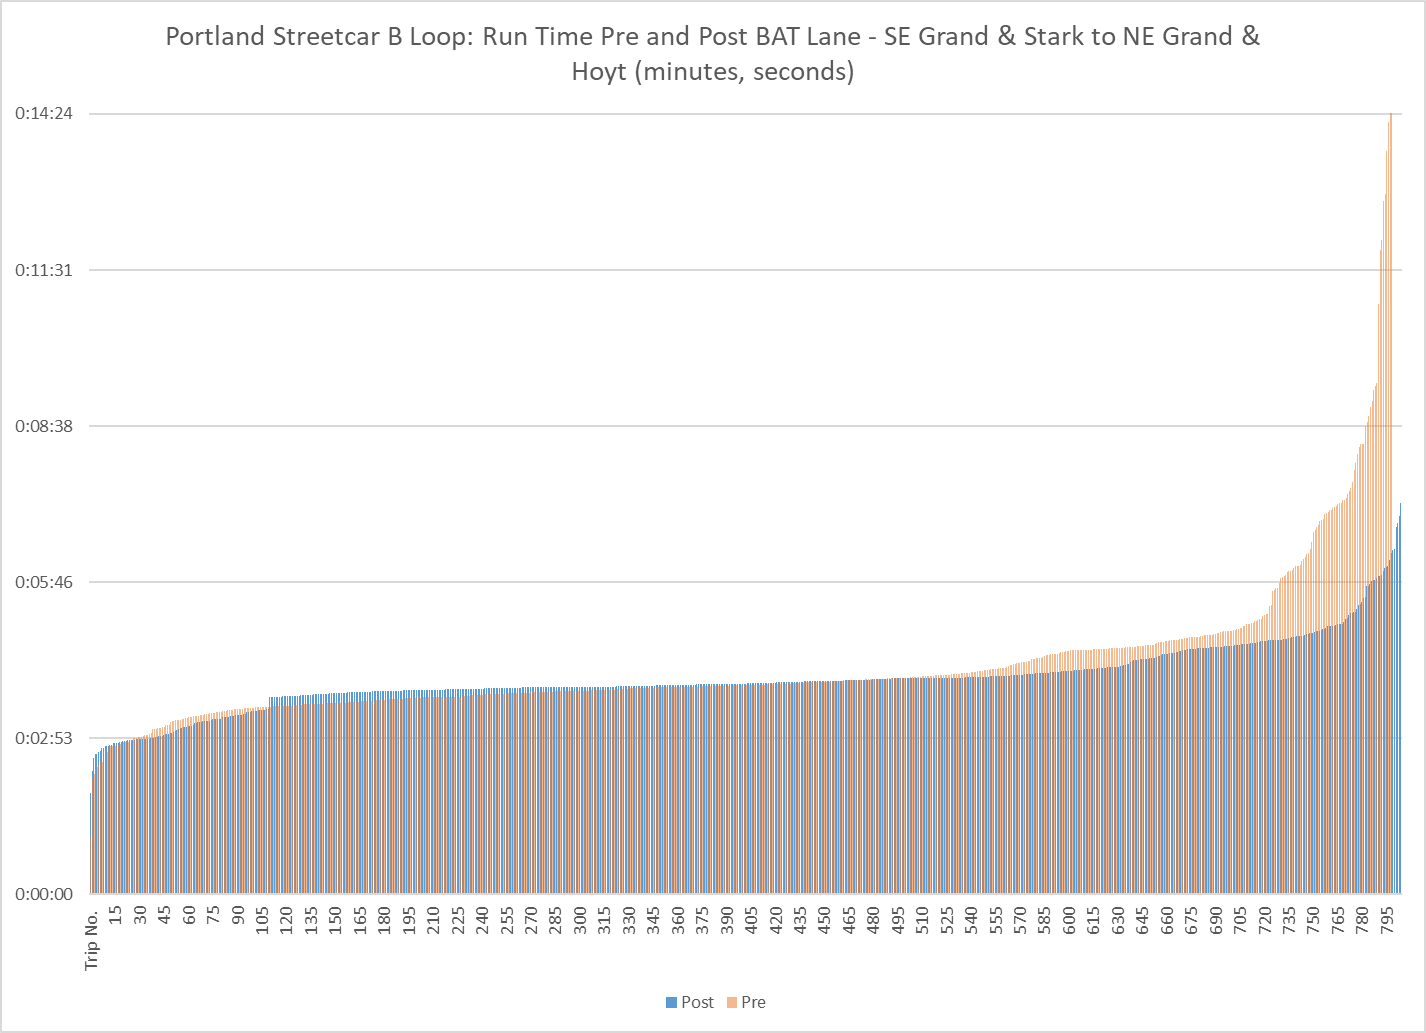 Portland Streetcar B Loop: Run Time Pre and Post BAT Lane - SE Grand & Stark to NE Grand &
Hoyt (minutes, seconds)
0:14:24
0:11:31
0:08:38
0:05:46
0:02:53
0:00:00
Trip No. 15 30 45 60 75 90 105 120 135 150 165 180 195 210 225 240 255 270 285 300 315 330 345 360 375 390 405 420 435 450 465 480 495 510 525 540 555 570 585 600 615 630 645 660 675 690 705 720 735 750 765 780 795
Post Pre